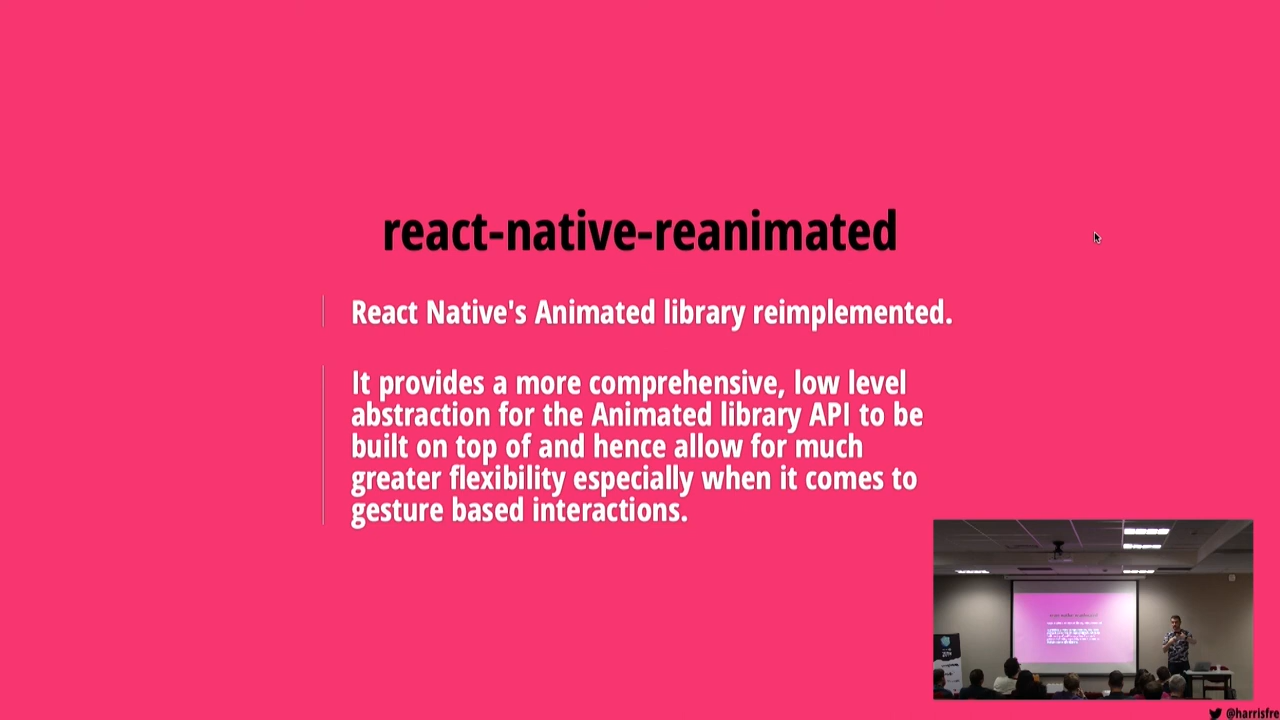 react-native-reanimated
React Native's Animated library reimplemented.
It provides a more comprehensive, low level
abstraction for the Animated library API to be
built on top of and hence allow for much
greater flexibility especially when it comes to
gesture based interactions.
@harrisfre